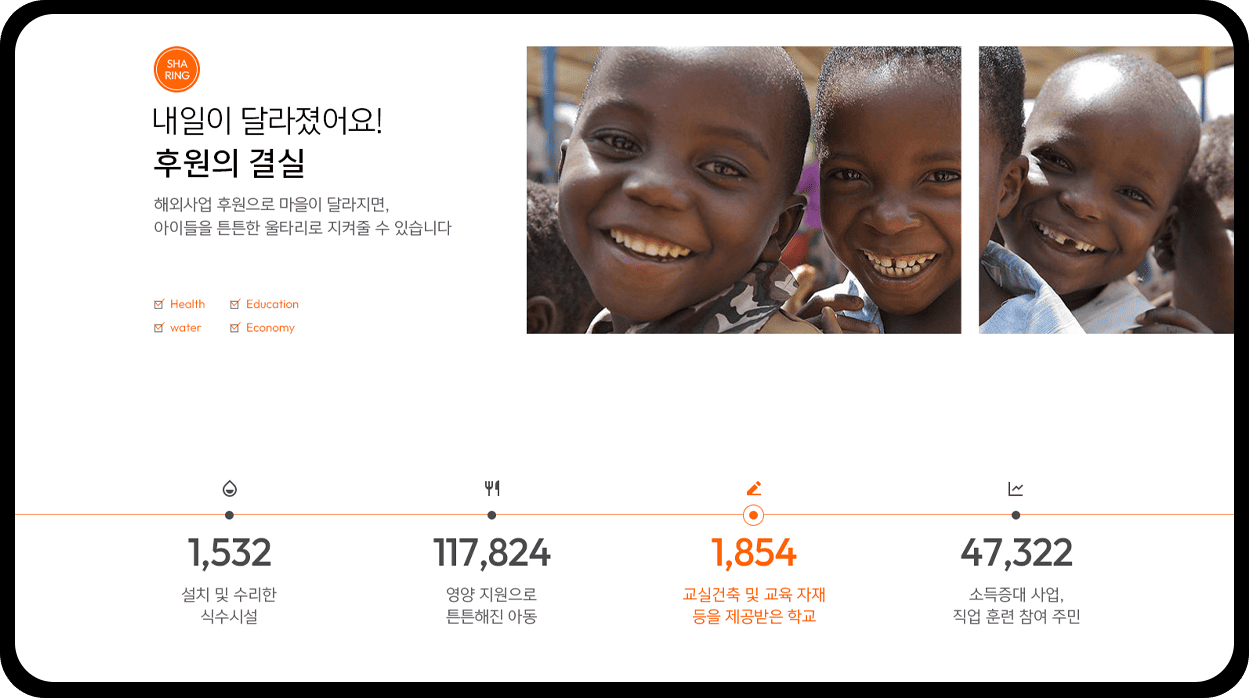 SHA
RING
내일이 달라졌어요!
후원의 결실
해외사업 후원으로 마을이 달라지면,
아이들을 튼튼한 울타리로 지켜줄 수 있습니다
Health
Education
water
Economy
1,532
설치 및 수리한
식수시설
117,824
영양 지원으로
튼튼해진 아동
1,854
교실건축 및 교육 자재
등을 제공받은 학교
47,322
소득증대 사업,
직업 훈련 참여 주민